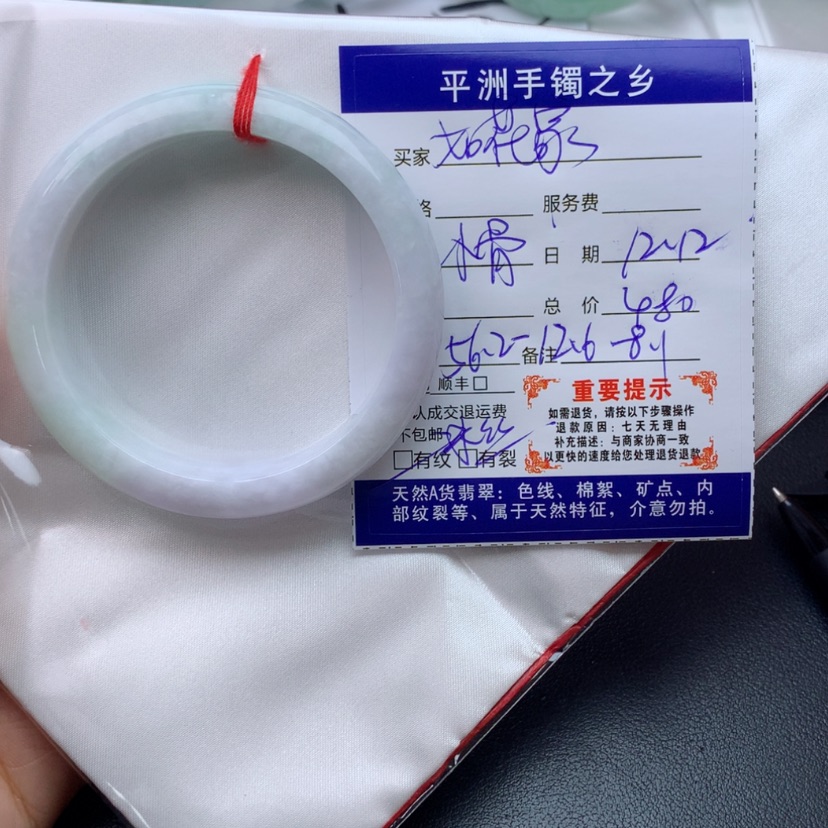 平洲手镯之乡
买家
格 服务费
日 期 12-12
总 价 480
56.2-12.6-8.1 备注
顺丰□
认成交退运费
不包邮
□有纹 □有裂
重要提示
如需退货，请按以下步骤操作
退款原因：七天无理由
补充描述：与商家协商一致
以更快的速度给您处理退货退款
天然A货翡翠：色线、棉絮、矿点、内
部纹裂等、属于天然特征，介意勿拍。